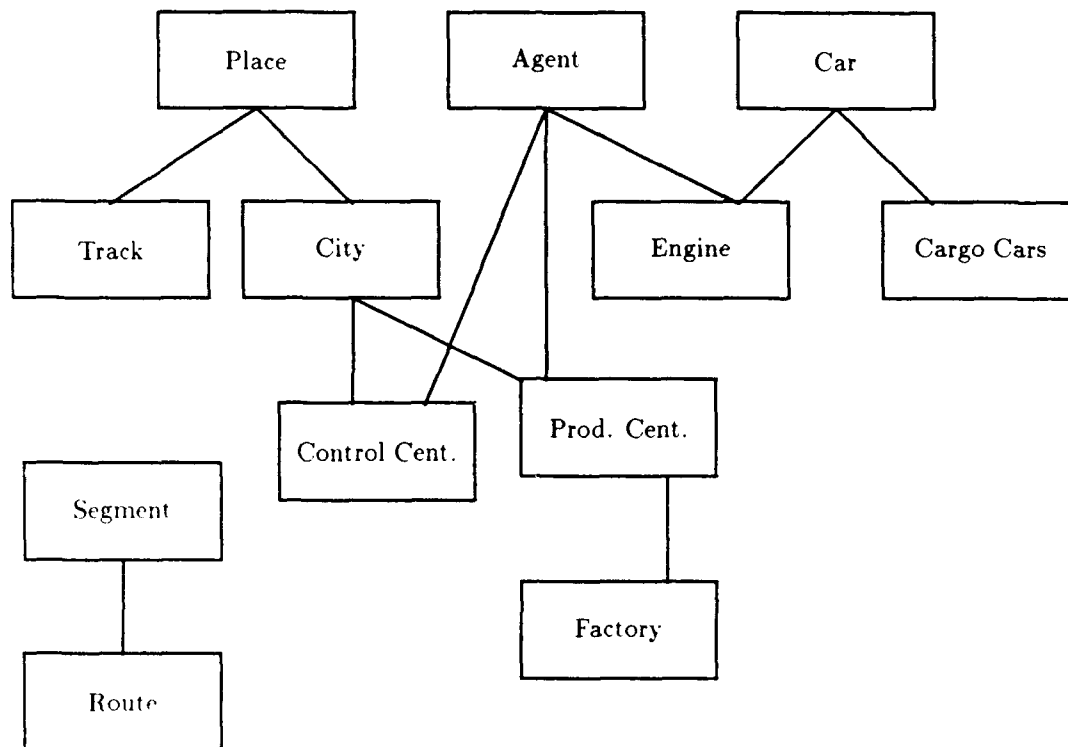 Place
Agent
Car
Track
City
Engine
Cargo Cars
Control Cent.
Prod. Cent.
Segment
Factory
Route